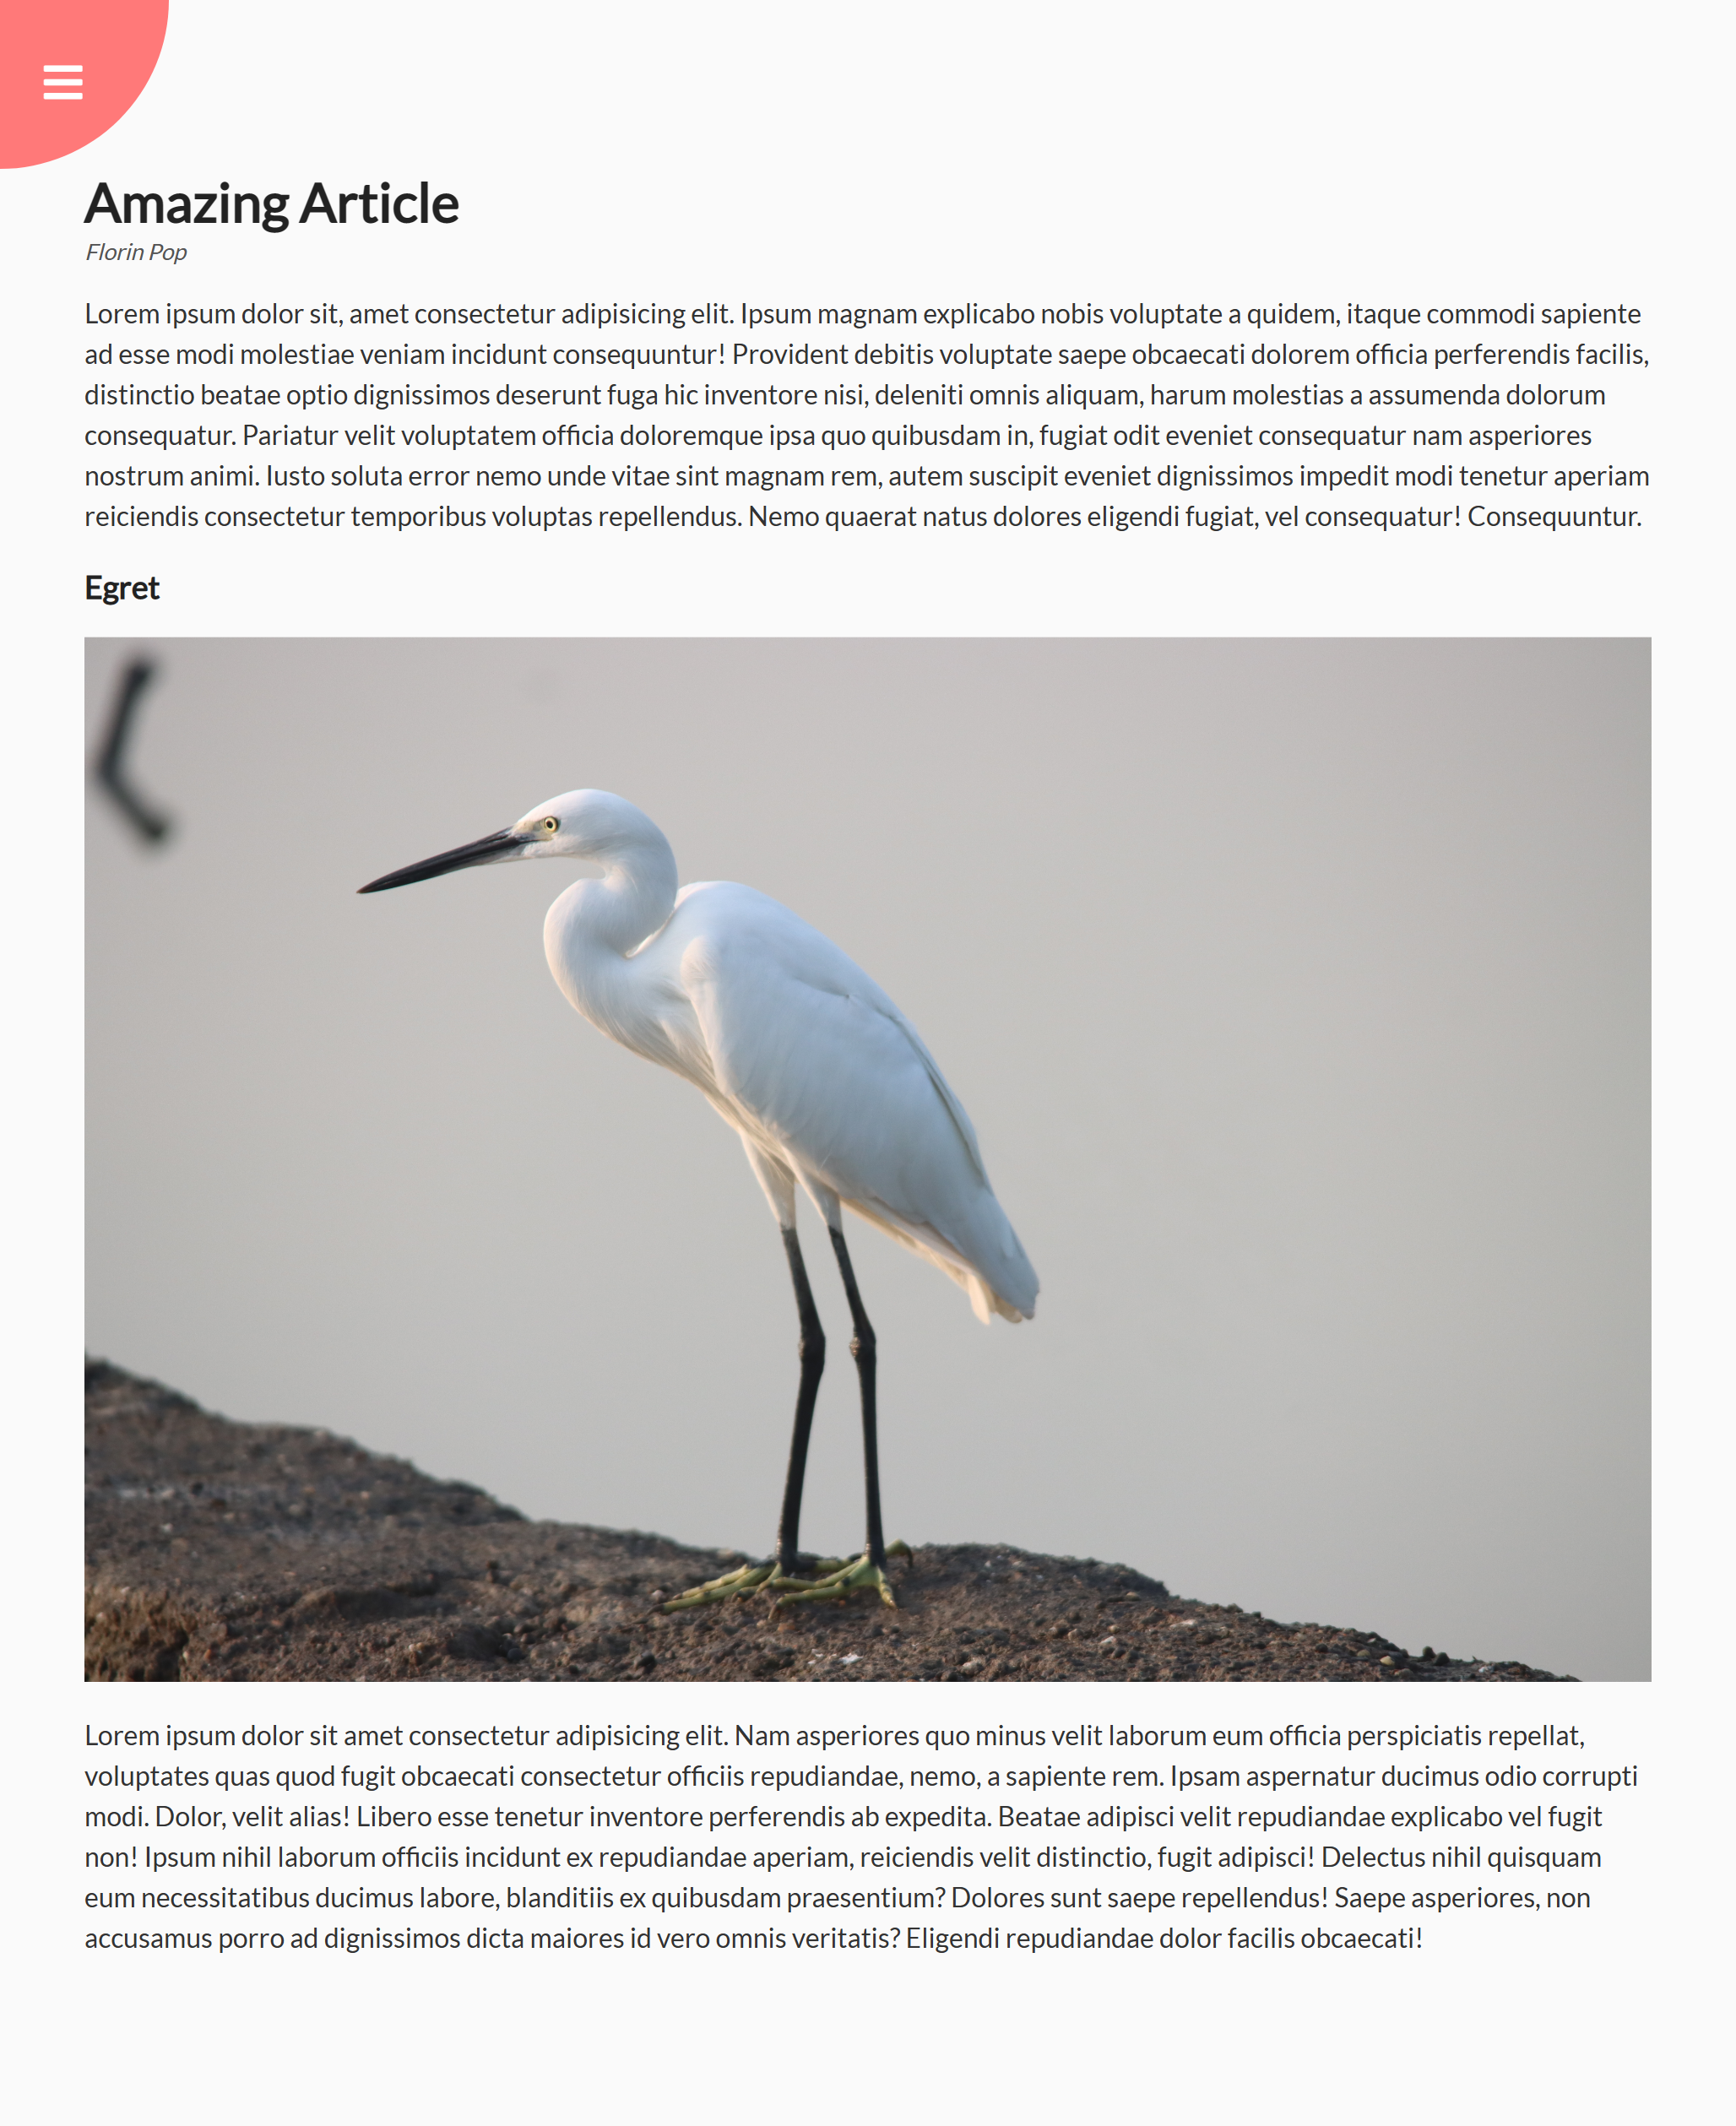 Amazing Article
Florin Pop
Lorem ipsum dolor sit, amet consectetur adipisicing elit. Ipsum magnam explicabo nobis voluptate a quidem, itaque commodi sapiente
ad esse modi molestiae veniam incidunt consequuntur! Provident debitis voluptate saepe obcaecati dolorem officia perferendis facilis,
distinctio beatae optio dignissimos deserunt fuga hic inventore nisi, deleniti omnis aliquam, harum molestias a assumenda dolorum
consequatur. Pariatur velit voluptatem officia doloremque ipsa quo quibusdam in, fugiat odit eveniet consequatur nam asperiores
nostrum animi. Iusto soluta error nemo unde vitae sint magnam rem, autem suscipit eveniet dignissimos impedit modi tenetur aperiam
reiciendis consectetur temporibus voluptas repellendus. Nemo quaerat natus dolores eligendi fugiat, vel consequatur! Consequuntur.
Egret
Lorem ipsum dolor sit amet consectetur adipisicing elit. Nam asperiores quo minus velit laborum eum officia perspiciatis repellat,
voluptates quas quod fugit obcaecati consectetur officiis repudiandae, nemo, a sapiente rem. Ipsam aspernatur ducimus odio corrupti
modi. Dolor, velit alias! Libero esse tenetur inventore perferendis ab expedita. Beatae adipisci velit repudiandae explicabo vel fugit
non! Ipsum nihil laborum officiis incidunt ex repudiandae aperiam, reiciendis velit distinctio, fugit adipisci! Delectus nihil quisquam
eum necessitatibus ducimus labore, blanditiis ex quibusdam praesentium? Dolores sunt saepe repellendus! Saepe asperiores, non
accusamus porro ad dignissimos dicta maiores id vero omnis veritatis? Eligendi repudiandae dolor facilis obcaecati!